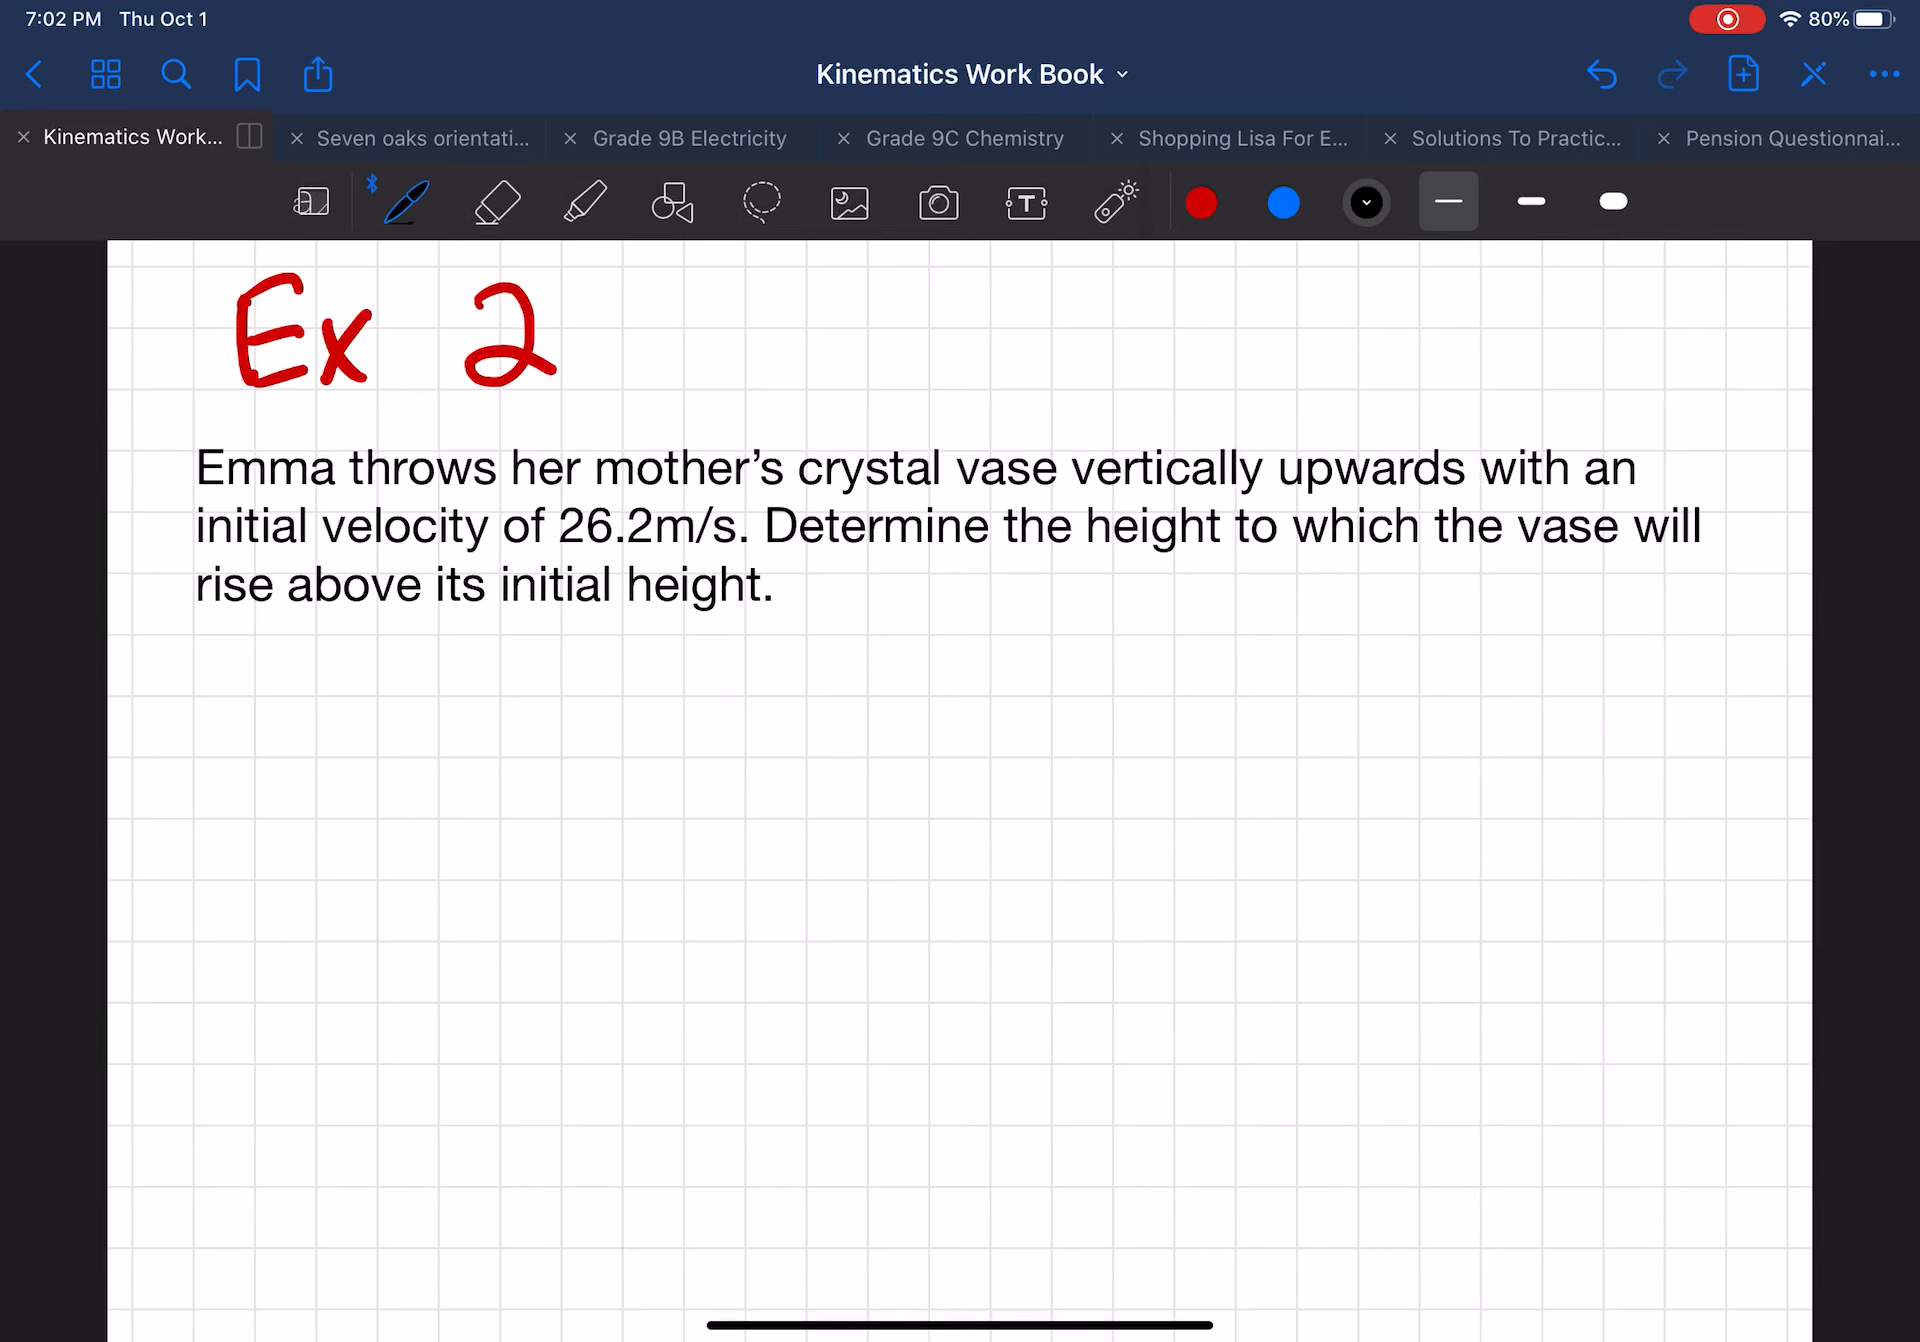 7:02 PM Thu Oct 1
80%
Kinematics Work Book
Kinematics Work... Seven oaks orientati... Grade 9B Electricity Grade 9C Chemistry Shopping Lisa For E... Solutions To Practic... Pension Questionnai...
Ex 2
Emma throws her mother’s crystal vase vertically upwards with an
initial velocity of 26.2m/s. Determine the height to which the vase will
rise above its initial height.